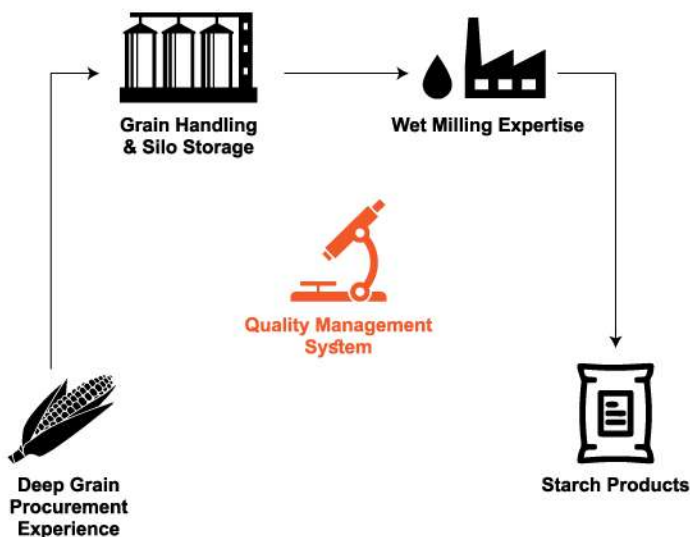 Grain Handling
& Silo Storage
Wet Milling Expertise
Quality Management
System
Deep Grain
Procurement
Experience
Starch Products